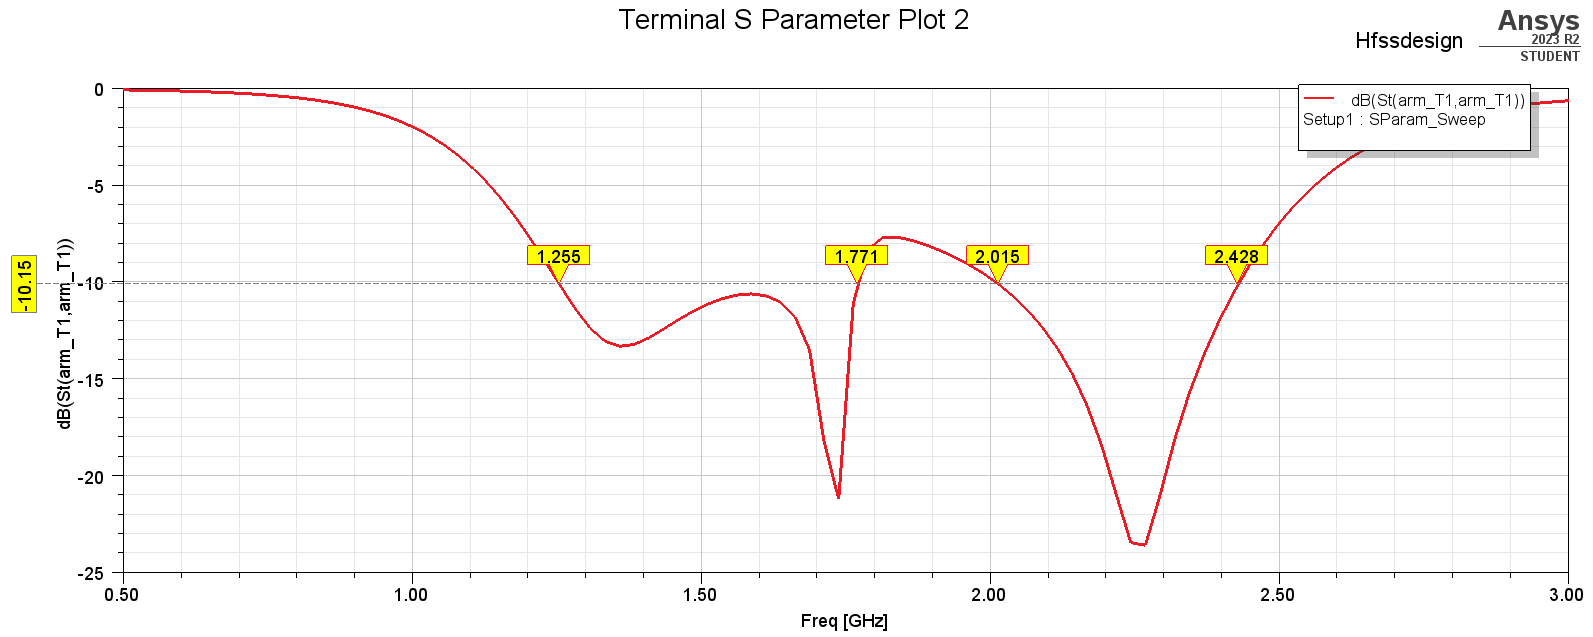 Terminal S Parameter Plot 2
Ansys
2023 R2
STUDENT
Hfssdesign
dB(St(arm_T1,arm_T1))
Setup1 : SParam_Sweep
0
-5
-10
-15
-20
-25
-10.15
dB(St(arm_T1,arm_T1))
1.255
1.771
2.015
2.428
0.50
1.00
1.50
2.00
2.50
3.00
Freq [GHz]